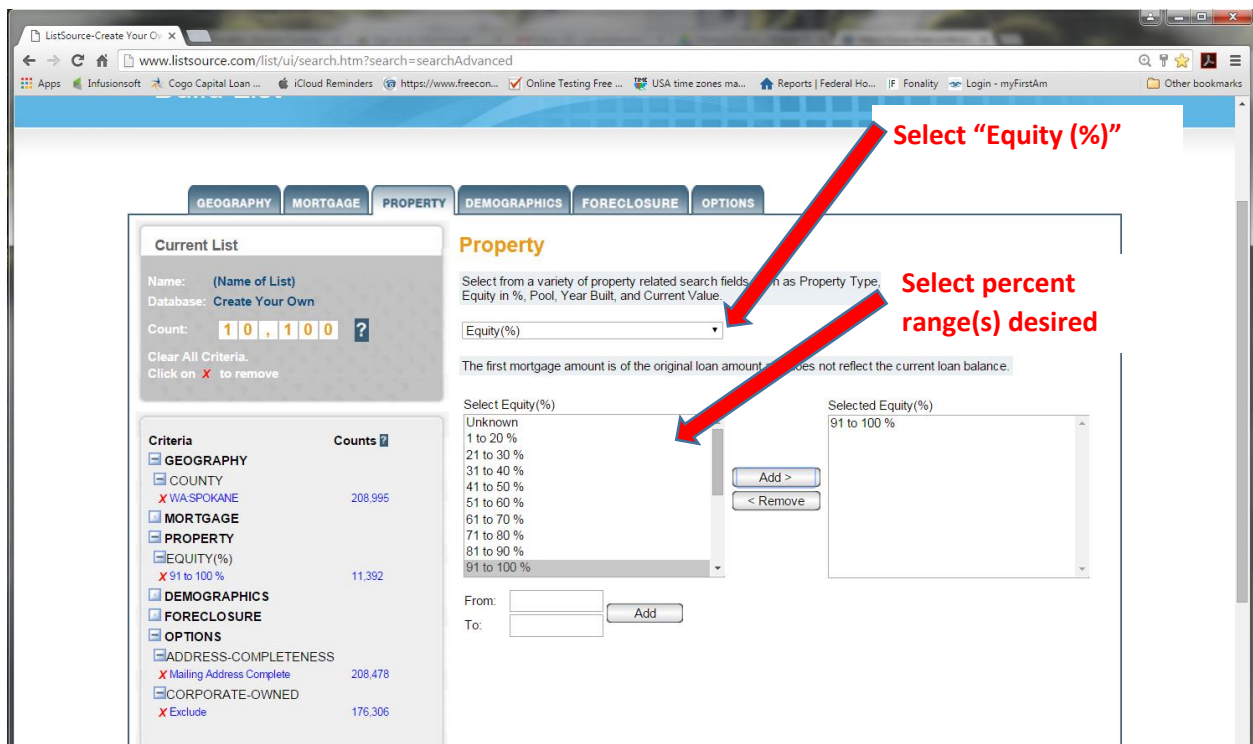 ListSource-Create Your Ov
www.listsource.com/list/ui/search.htm?search=searchAdvanced
Apps Infusionsoft Cogo Capital Loan ... iCloud Reminders https://www.freecon... Online Testing Free ... USA time zones ma... Reports | Federal Ho... Fonality Login - myFirstAm Other bookmarks
Select “Equity (%)”
GEOGRAPHY MORTGAGE PROPERTY DEMOGRAPHICS FORECLOSURE OPTIONS
Current List
Name: (Name of List)
Database: Create Your Own
Count: 10,100 ?
Clear All Criteria.
Click on X to remove
Criteria Counts ?
GEOGRAPHY
COUNTY
X WA:SPOKANE 208,995
MORTGAGE
PROPERTY
EQUITY(%)
X 91 to 100 % 11,392
DEMOGRAPHICS
FORECLOSURE
OPTIONS
ADDRESS-COMPLETENESS
X Mailing Address Complete 208,478
CORPORATE-OWNED
X Exclude 176,306
Property
Select from a variety of property related search fields as Property Type,
Equity in %, Pool, Year Built, and Current Value.
Select percent
range(s) desired
Equity(%)
The first mortgage amount is of the original loan amount not reflect the current loan balance.
Select Equity(%)
Unknown
1 to 20 %
21 to 30 %
31 to 40 %
41 to 50 %
51 to 60 %
61 to 70 %
71 to 80 %
81 to 90 %
91 to 100 %
Add >
< Remove
Selected Equity(%)
91 to 100 %
From:
To:
Add